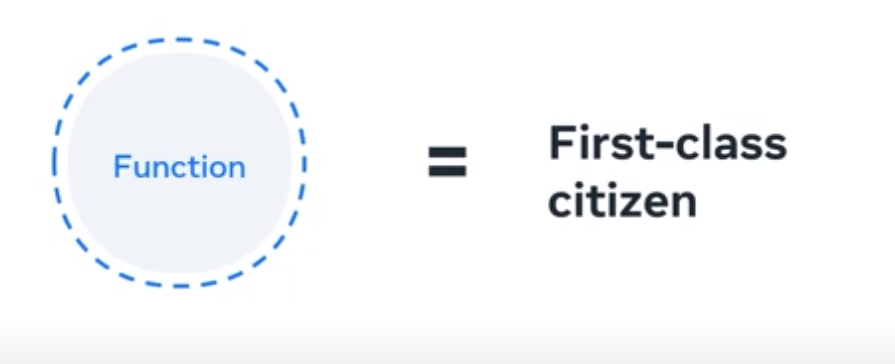 Function
=
First-class
citizen